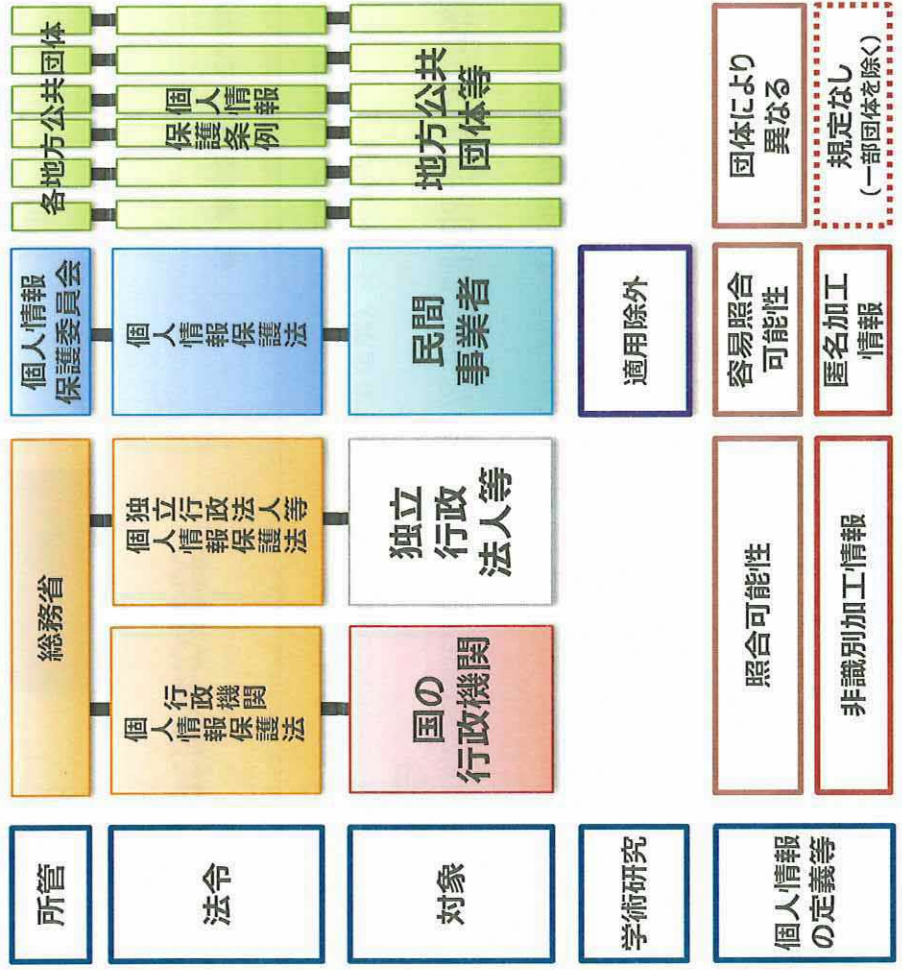 所管
総務省
個人情報
保護委員会
各地方公共団体
法令
行政機関
個人情報保護法
独立行政法人等
個人情報保護法
個人情報保護法
個人情報
保護条例
対象
国の
行政機関
独立
行政
法人等
民間
事業者
地方公共
団体等
学術研究
適用除外
個人情報
の定義等
照合可能性
容易照合
可能性
団体により
異なる
非識別加工情報
匿名加工
情報
規定なし
(一部団体を除く)